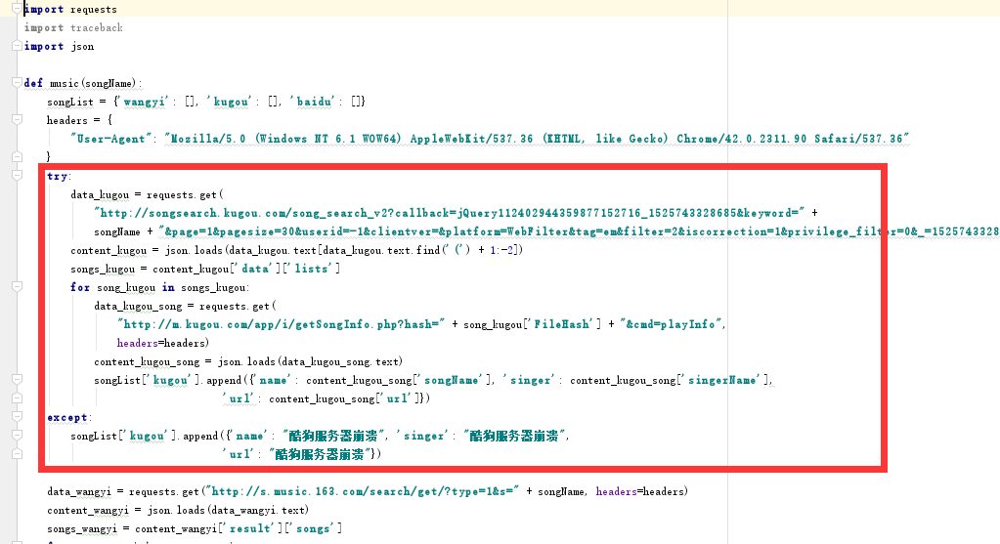 import requests
import traceback
import json
def music(songName):
songList = {'wangyi': [], 'kugou': [], 'baidu': []}
headers = {
"User-Agent": "Mozilla/5.0 (Windows NT 6.1 WOW64) AppleWebKit/537.36 (KHTML, like Gecko) Chrome/42.0.2311.90 Safari/537.36"
}
try:
data_kugou = requests.get(
"http://songsearch.kugou.com/song_search_v2?callback=jQuery112402944359877152716_1525743328685&keyword=" +
songName + "&page=1&pagesize=30&userid=-1&clientver=&platform=WebFilter&tag=em&filter=2&iscorrection=1&privilege_filter=0&_=1525743328
content_kugou = json.loads(data_kugou.text[data_kugou.text.find('(') + 1:-2])
songs_kugou = content_kugou['data']['lists']
for song_kugou in songs_kugou:
data_kugou_song = requests.get(
"http://m.kugou.com/app/i/getSongInfo.php?hash=" + song_kugou['FileHash'] + "&cmd=playInfo",
headers=headers)
content_kugou_song = json.loads(data_kugou_song.text)
songList['kugou'].append({'name': content_kugou_song['songName'], 'singer': content_kugou_song['singerName'],
'url': content_kugou_song['url']})
except:
songList['kugou'].append({'name': "酷狗服务器崩溃", 'singer': "酷狗服务器崩溃",
'url': "酷狗服务器崩溃"})
data_wangyi = requests.get("http://s.music.163.com/search/get/?type=1&s=" + songName, headers=headers)
content_wangyi = json.loads(data_wangyi.text)
songs_wangyi = content_wangyi['result']['songs']